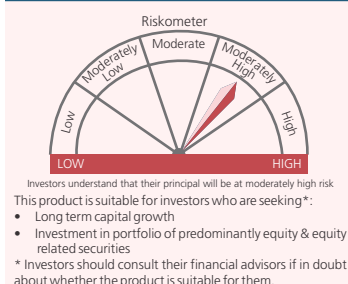 Riskometer
Low
Moderately
Low
Moderate
Moderately
High
High
LOW HIGH
Investors understand that their principal will be at moderately high risk
This product is suitable for investors who are seeking*:
• Long term capital growth
• Investment in portfolio of predominantly equity & equity
related securities
* Investors should consult their financial advisors if in doubt
about whether the product is suitable for them.